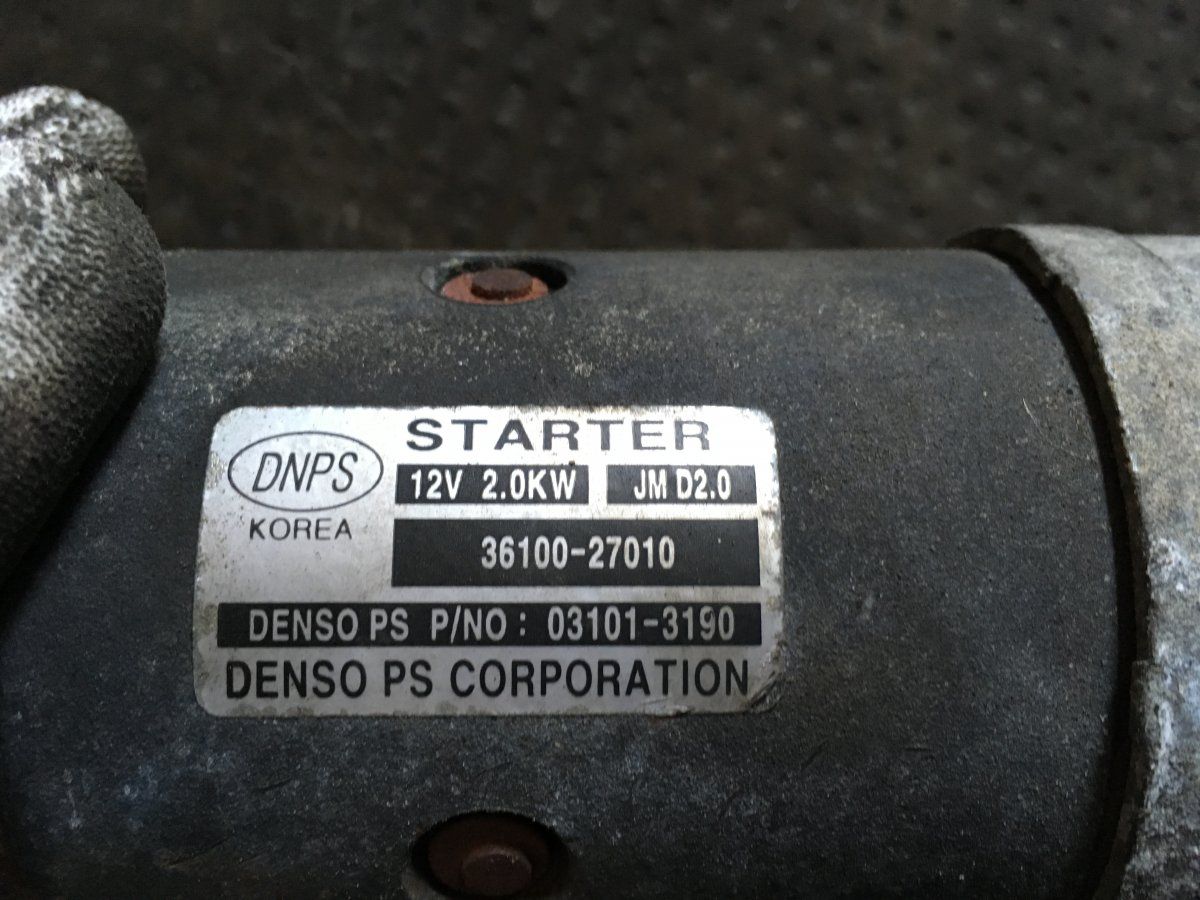 STARTER
DNPS
12V 2.0KW JM D2.0
KOREA
36100-27010
DENSO PS P/NO : 03101-3190
DENSO PS CORPORATION